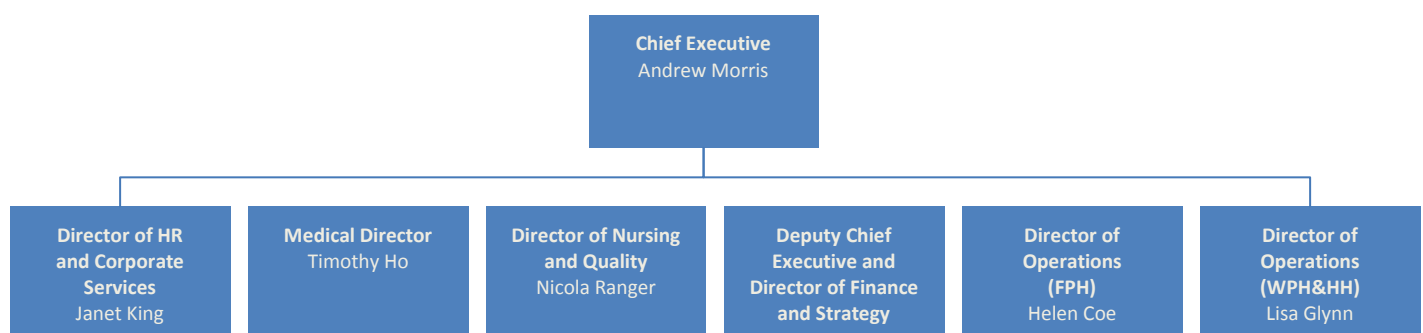 Chief Executive
Andrew Morris
Director of HR
and Corporate
Services
Janet King
Medical Director
Timothy Ho
Director of Nursing
and Quality
Nicola Ranger
Deputy Chief
Executive and
Director of Finance
and Strategy
Director of
Operations
(FPH)
Helen Coe
Director of
Operations
(WPH&HH)
Lisa Glynn